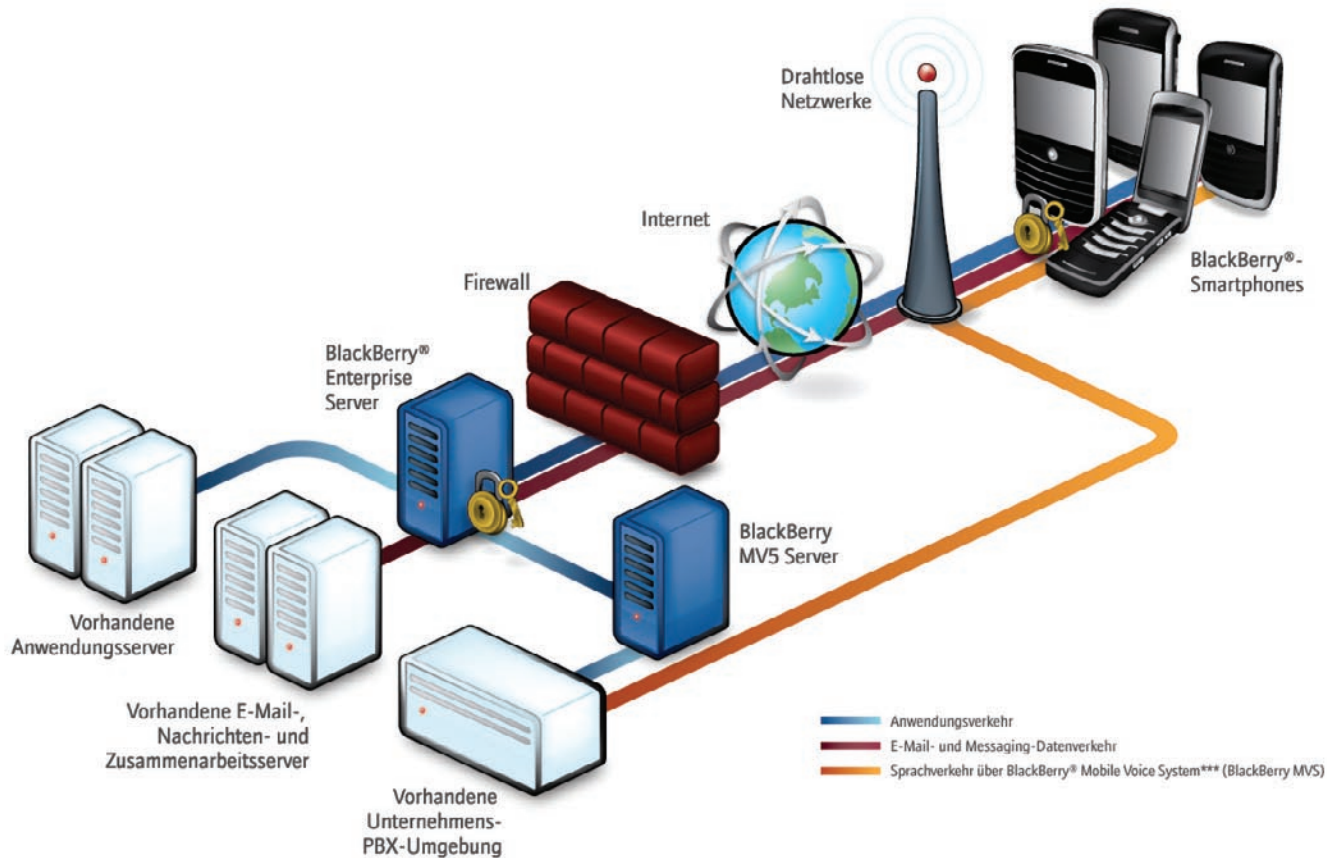 Drahtlose
Netzwerke
Internet
BlackBerry®-
Smartphones
Firewall
BlackBerry®
Enterprise
Server
BlackBerry
MV5 Server
Vorhandene
Anwendungsserver
Vorhandene E-Mail-,
Nachrichten- und
Zusammenarbeitsserver
Vorhandene
Unternehmens-
PBX-Umgebung
Anwendungsverkehr
E-Mail- und Messaging-Datenverkehr
Sprachverkehr über BlackBerry® Mobile Voice System*** (BlackBerry MVS)